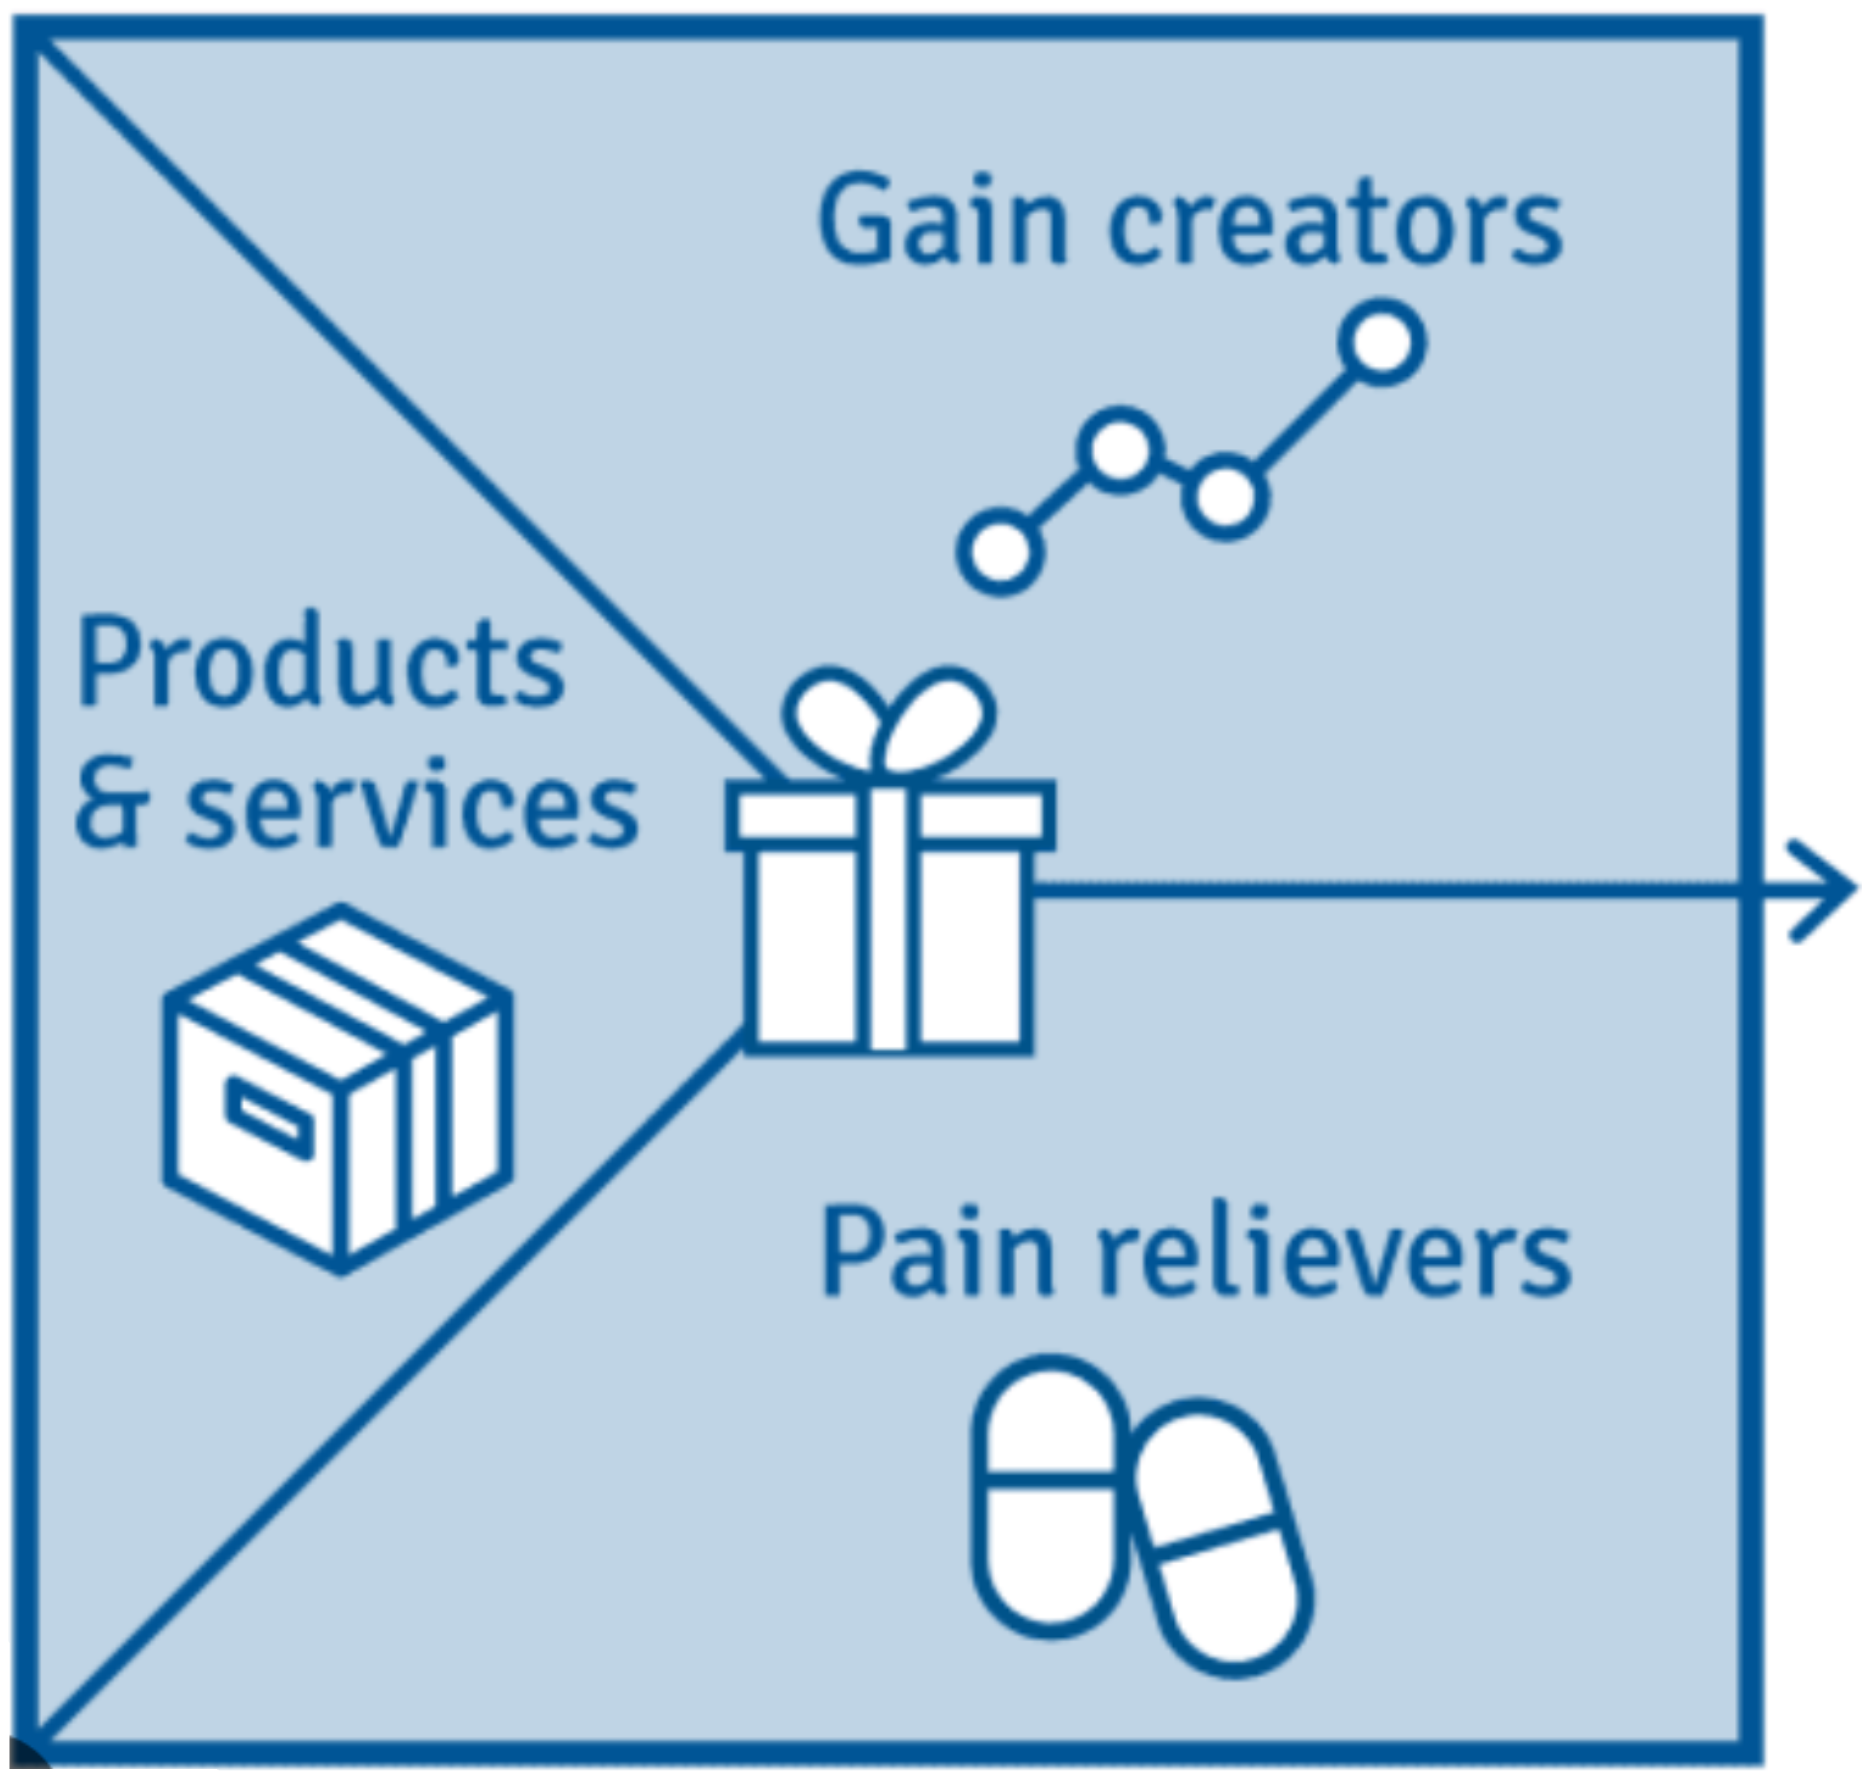 Gain creators
Products
& services
Pain relievers